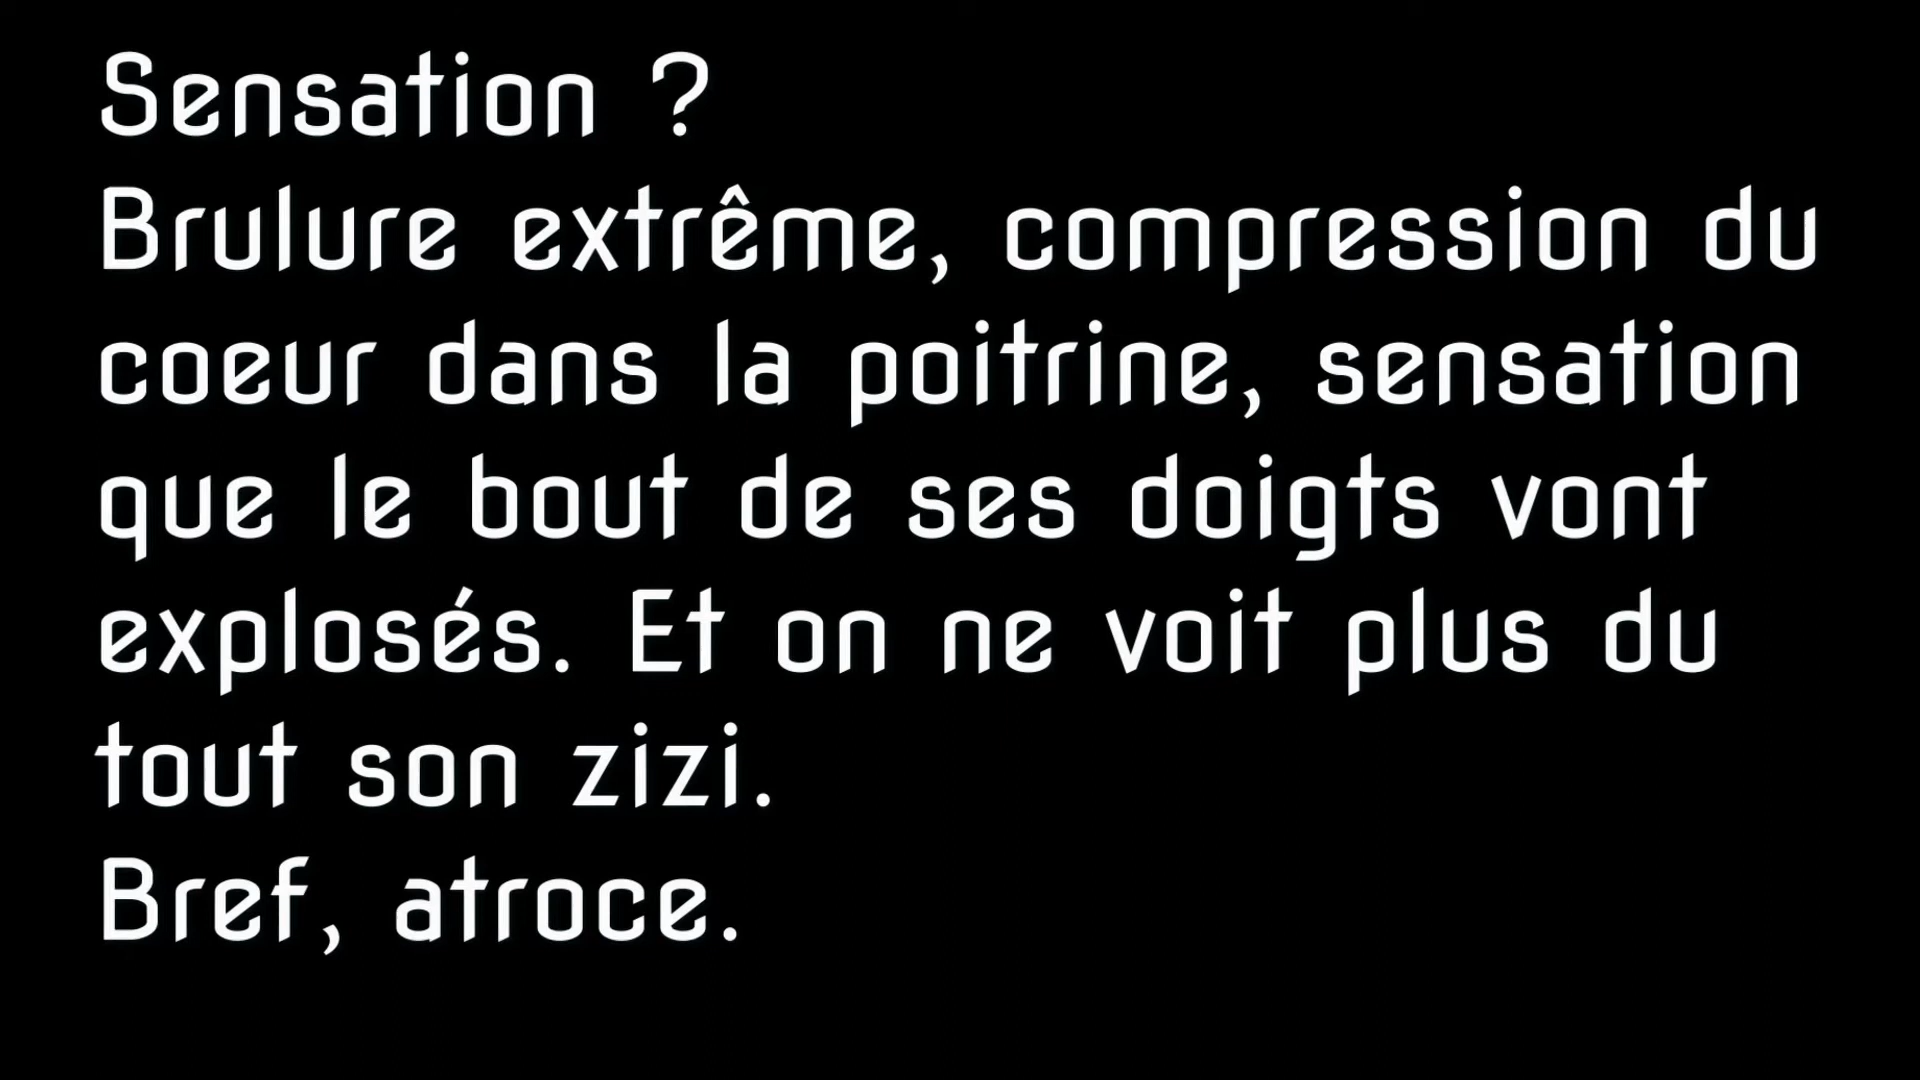 Sensation ?
Brulure extrême, compression du
coeur dans la poitrine, sensation
que le bout de ses doigts vont
explosés. Et on ne voit plus du
tout son zizi.
Bref, atroce.